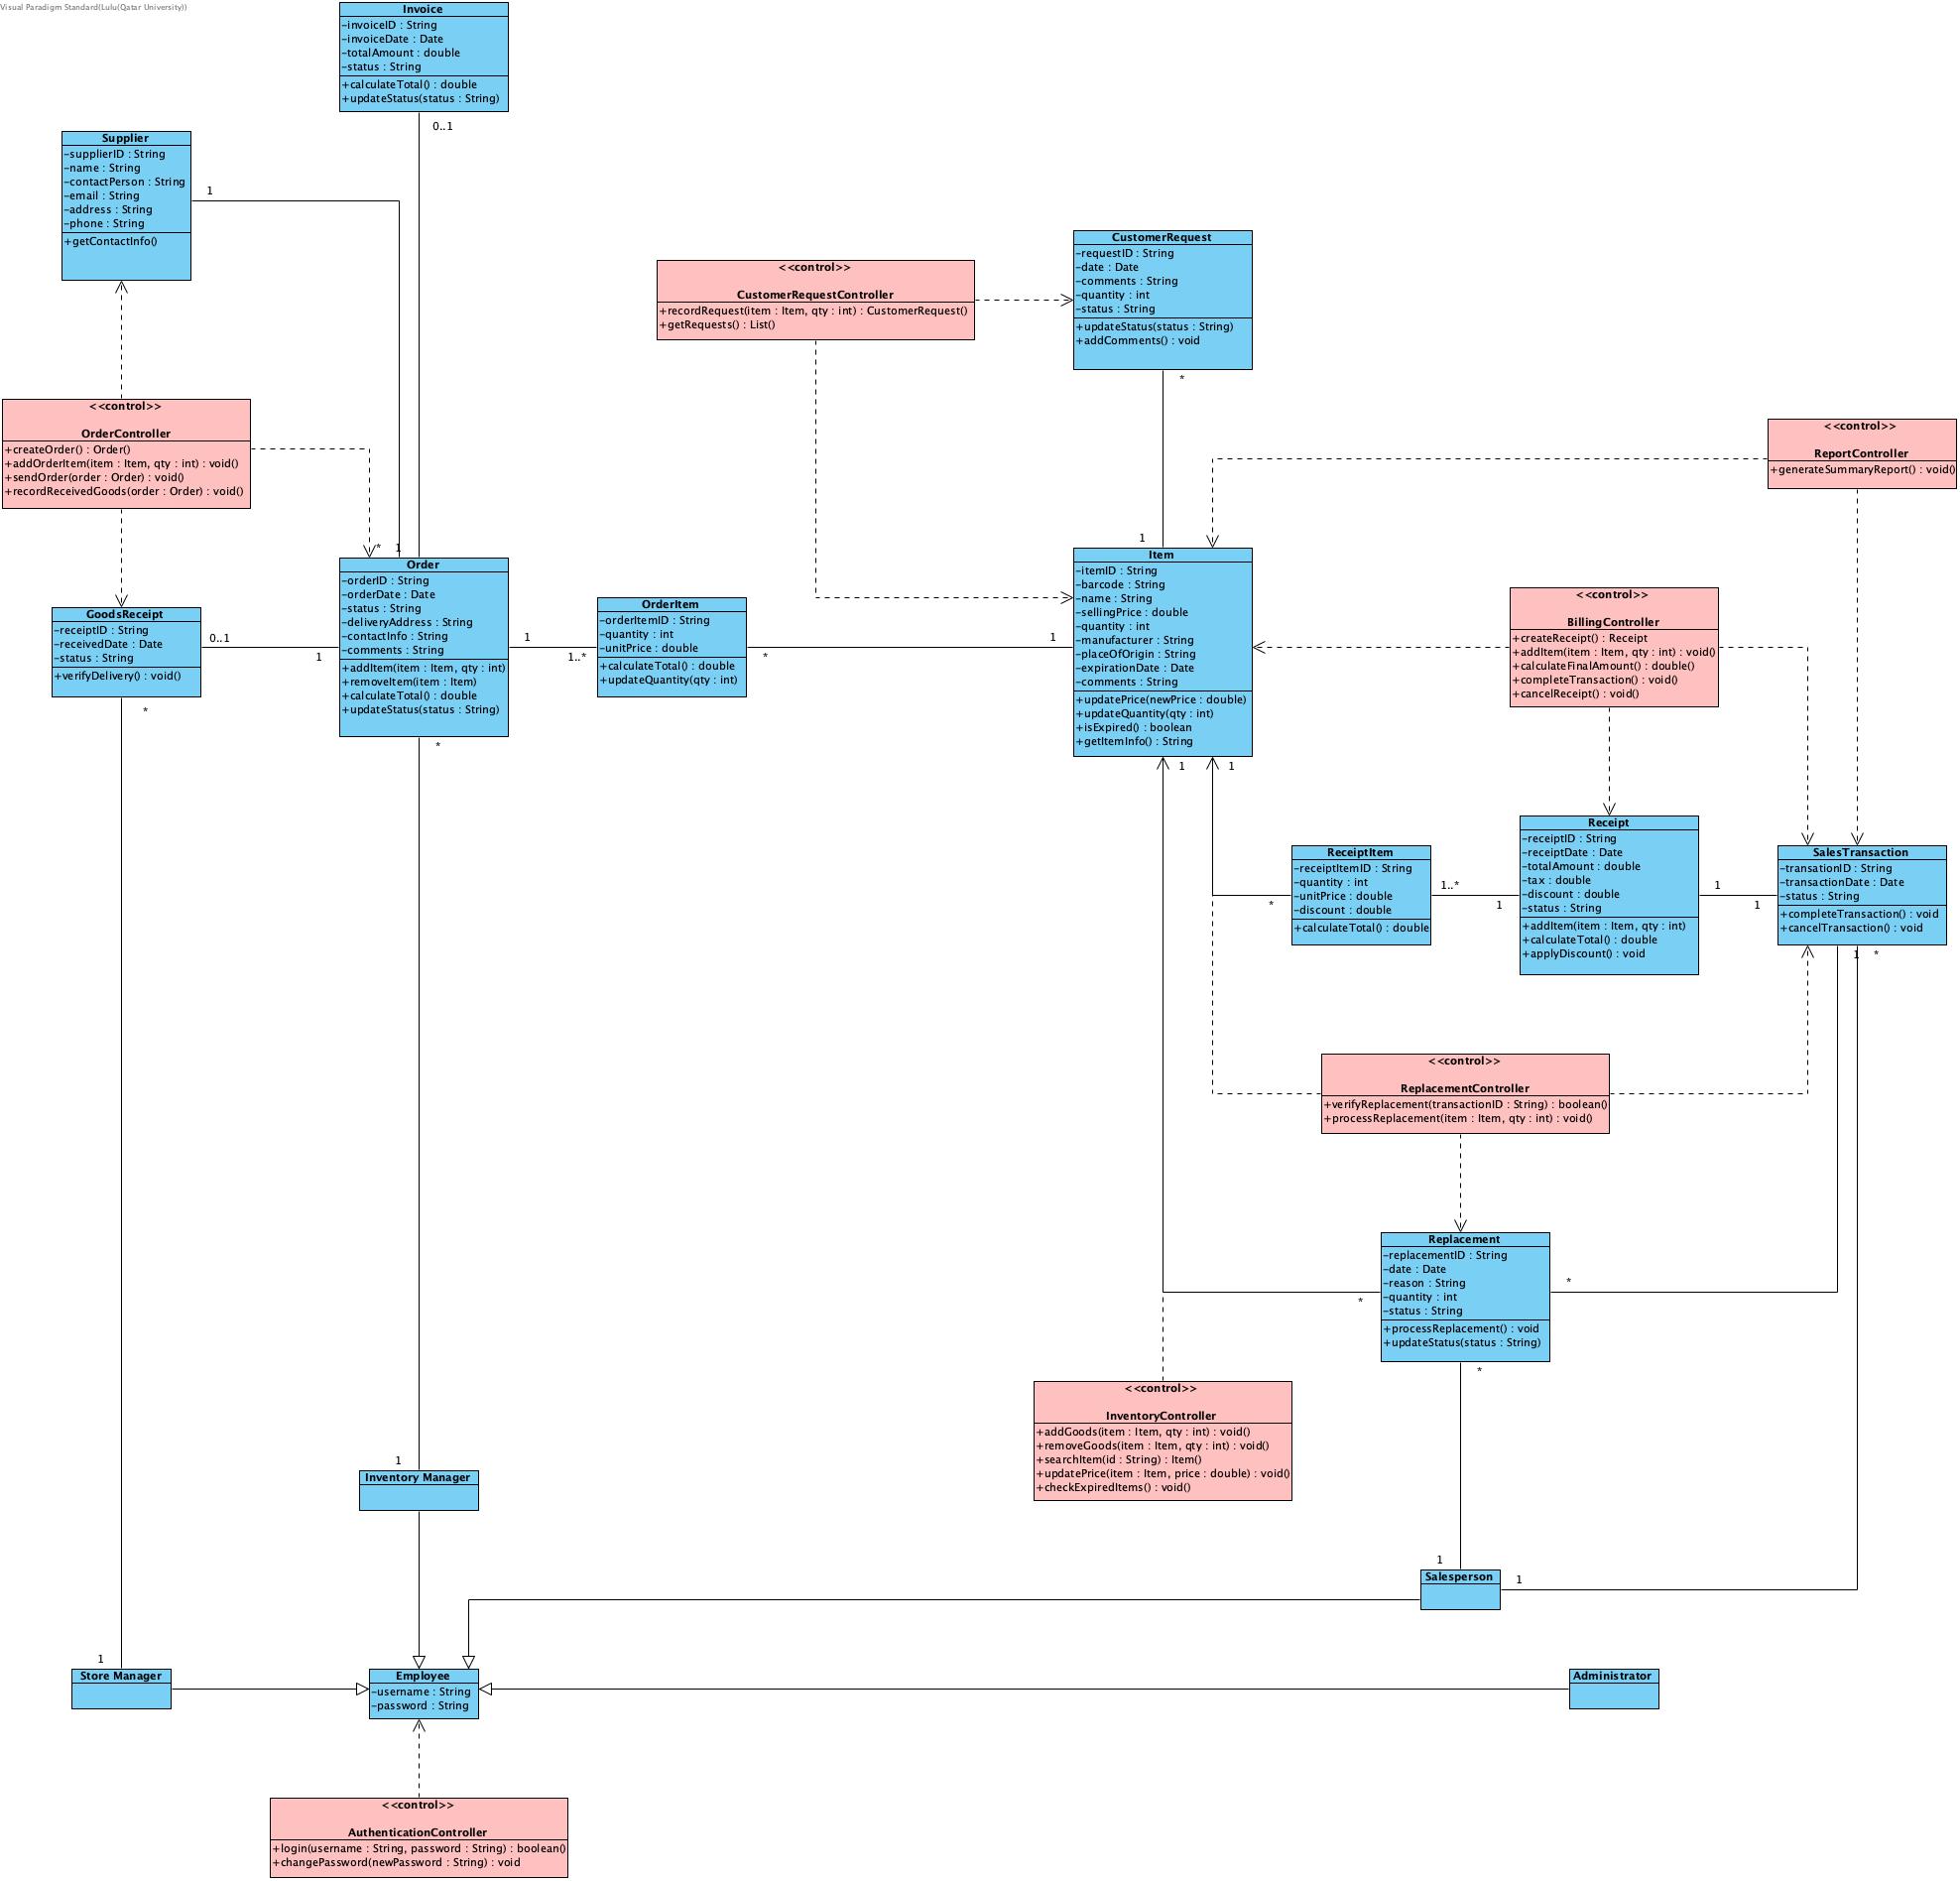 Visual Paradigm Standard(Lulu(Qatar University))
Invoice
-invoiceID : String
-invoiceDate : Date
-totalAmount : double
-status : String
+calculateTotal() : double
+updateStatus(status : String)
0..1
Supplier
-supplierID : String
-name : String
-contactPerson : String
-email : String
-address : String
-phone : String
+getContactInfo()
1
CustomerRequest
-requestID : String
-date : Date
-comments : String
-quantity : int
-status : String
+updateStatus(status : String)
+addComments() : void
*
<<control>>
CustomerRequestController
+recordRequest(item : Item, qty : int) : CustomerRequest()
+getRequests() : List()
<<control>>
OrderController
+createOrder() : Order()
+addOrderItem(item : Item, qty : int) : void()
+sendOrder(order : Order) : void()
+recordReceivedGoods(order : Order) : void()
<<control>>
ReportController
+generateSummaryReport() : void()
* 1
1
Order
-orderID : String
-orderDate : Date
-status : String
-deliveryAddress : String
-contactInfo : String
-comments : String
+addItem(item : Item, qty : int)
+removeItem(item : Item)
+calculateTotal() : double
+updateStatus(status : String)
*
GoodsReceipt
-receiptID : String
-receivedDate : Date
-status : String
+verifyDelivery() : void()
0..1
1
*
OrderItem
-orderItemID : String
-quantity : int
-unitPrice : double
+calculateTotal() : double
+updateQuantity(qty : int)
1
1..*
*
1
Item
-itemID : String
-barcode : String
-name : String
-sellingPrice : double
-quantity : int
-manufacturer : String
-placeOfOrigin : String
-expirationDate : Date
-comments : String
+updatePrice(newPrice : double)
+updateQuantity(qty : int)
+isExpired() : boolean
+getItemInfo() : String
1
1
<<control>>
BillingController
+createReceipt() : Receipt
+addItem(item : Item, qty : int) : void()
+calculateFinalAmount() : double()
+completeTransaction() : void()
+cancelReceipt() : void()
ReceiptItem
-receiptItemID : String
-quantity : int
-unitPrice : double
-discount : double
+calculateTotal() : double
*
1..*
1
Receipt
-receiptID : String
-receiptDate : Date
-totalAmount : double
-tax : double
-discount : double
-status : String
+addItem(item : Item, qty : int)
+calculateTotal() : double
+applyDiscount() : void
1
1
SalesTransaction
-transationID : String
-transactionDate : Date
-status : String
+completeTransaction() : void
+cancelTransaction() : void
1 *
<<control>>
ReplacementController
+verifyReplacement(transactionID : String) : boolean()
+processReplacement(item : Item, qty : int) : void()
Replacement
-replacementID : String
-date : Date
-reason : String
-quantity : int
-status : String
+processReplacement() : void
+updateStatus(status : String)
*
*
*
<<control>>
InventoryController
+addGoods(item : Item, qty : int) : void()
+removeGoods(item : Item, qty : int) : void()
+searchItem(id : String) : Item()
+updatePrice(item : Item, price : double) : void()
+checkExpiredItems() : void()
1
Inventory Manager
1
Salesperson
1
1
Store Manager
Employee
-username : String
-password : String
Administrator
<<control>>
AuthenticationController
+login(username : String, password : String) : boolean()
+changePassword(newPassword : String) : void